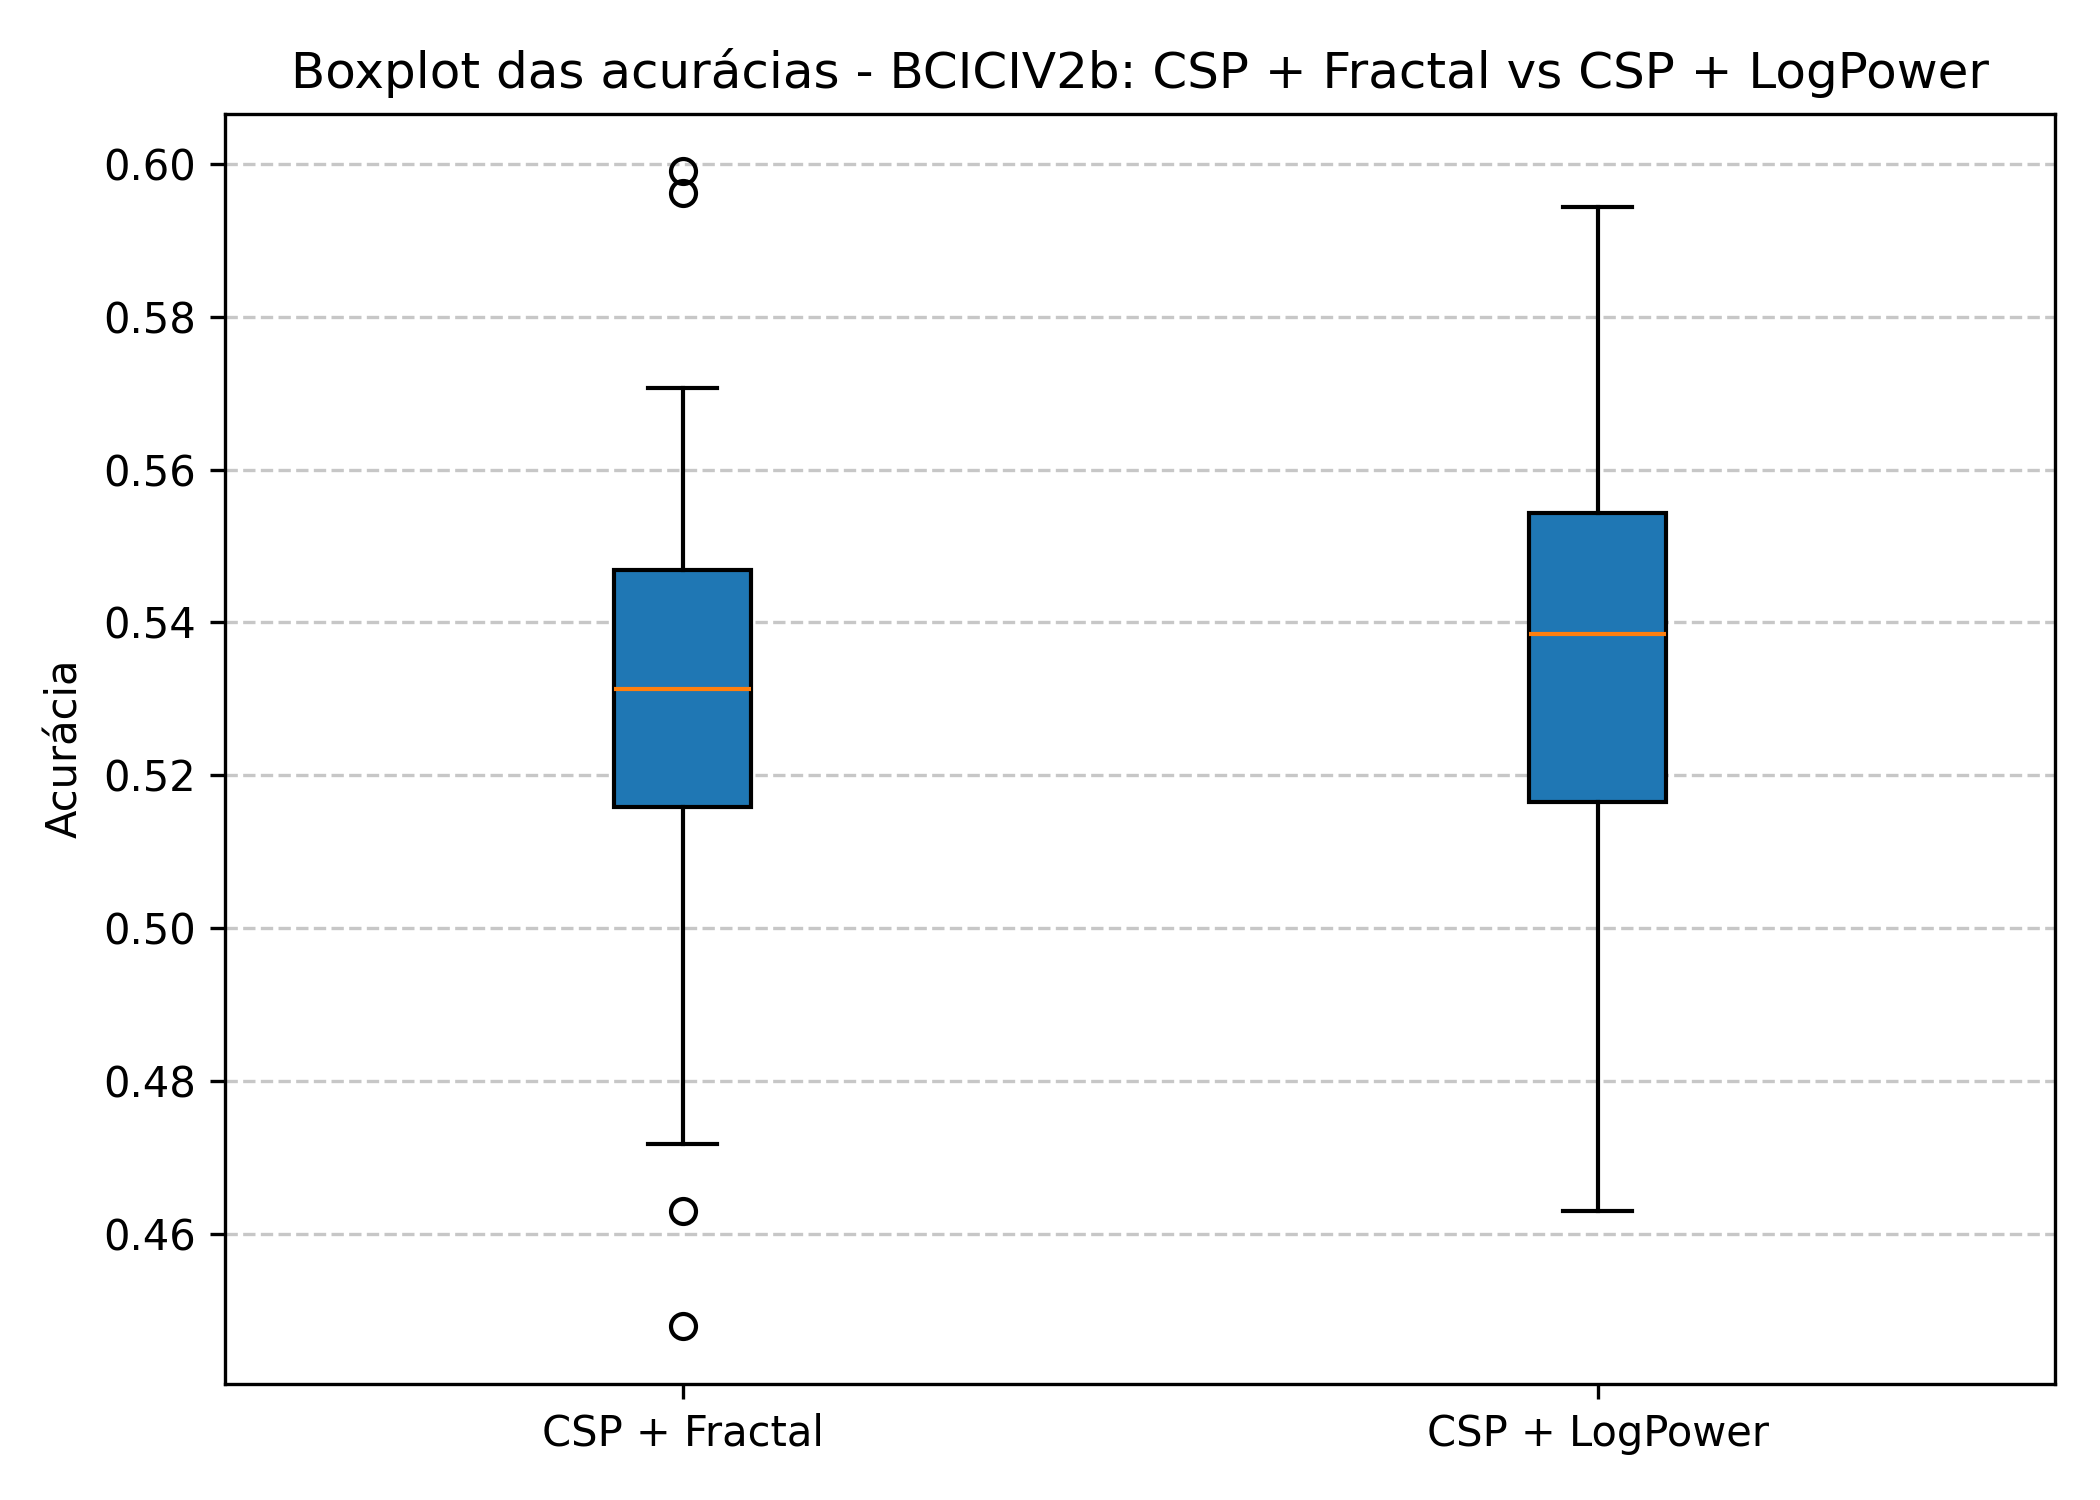 Boxplot das acurácias - BCICIV2b: CSP + Fractal vs CSP + LogPower
Acurácia
0.60
0.58
0.56
0.54
0.52
0.50
0.48
0.46
CSP + Fractal
CSP + LogPower